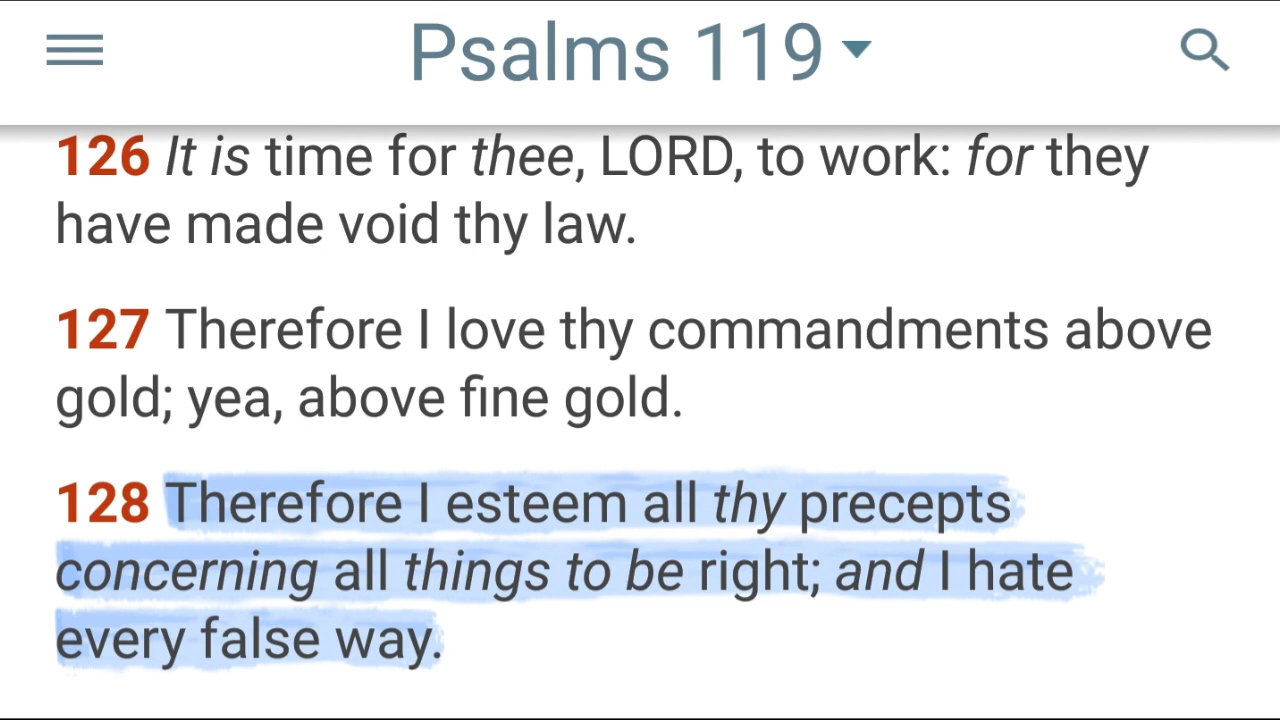 Psalms 119
126 It is time for thee, LORD, to work: for they
have made void thy law.
127 Therefore I love thy commandments above
gold; yea, above fine gold.
128 Therefore I esteem all thy precepts
concerning all things to be right; and I hate
every false way.